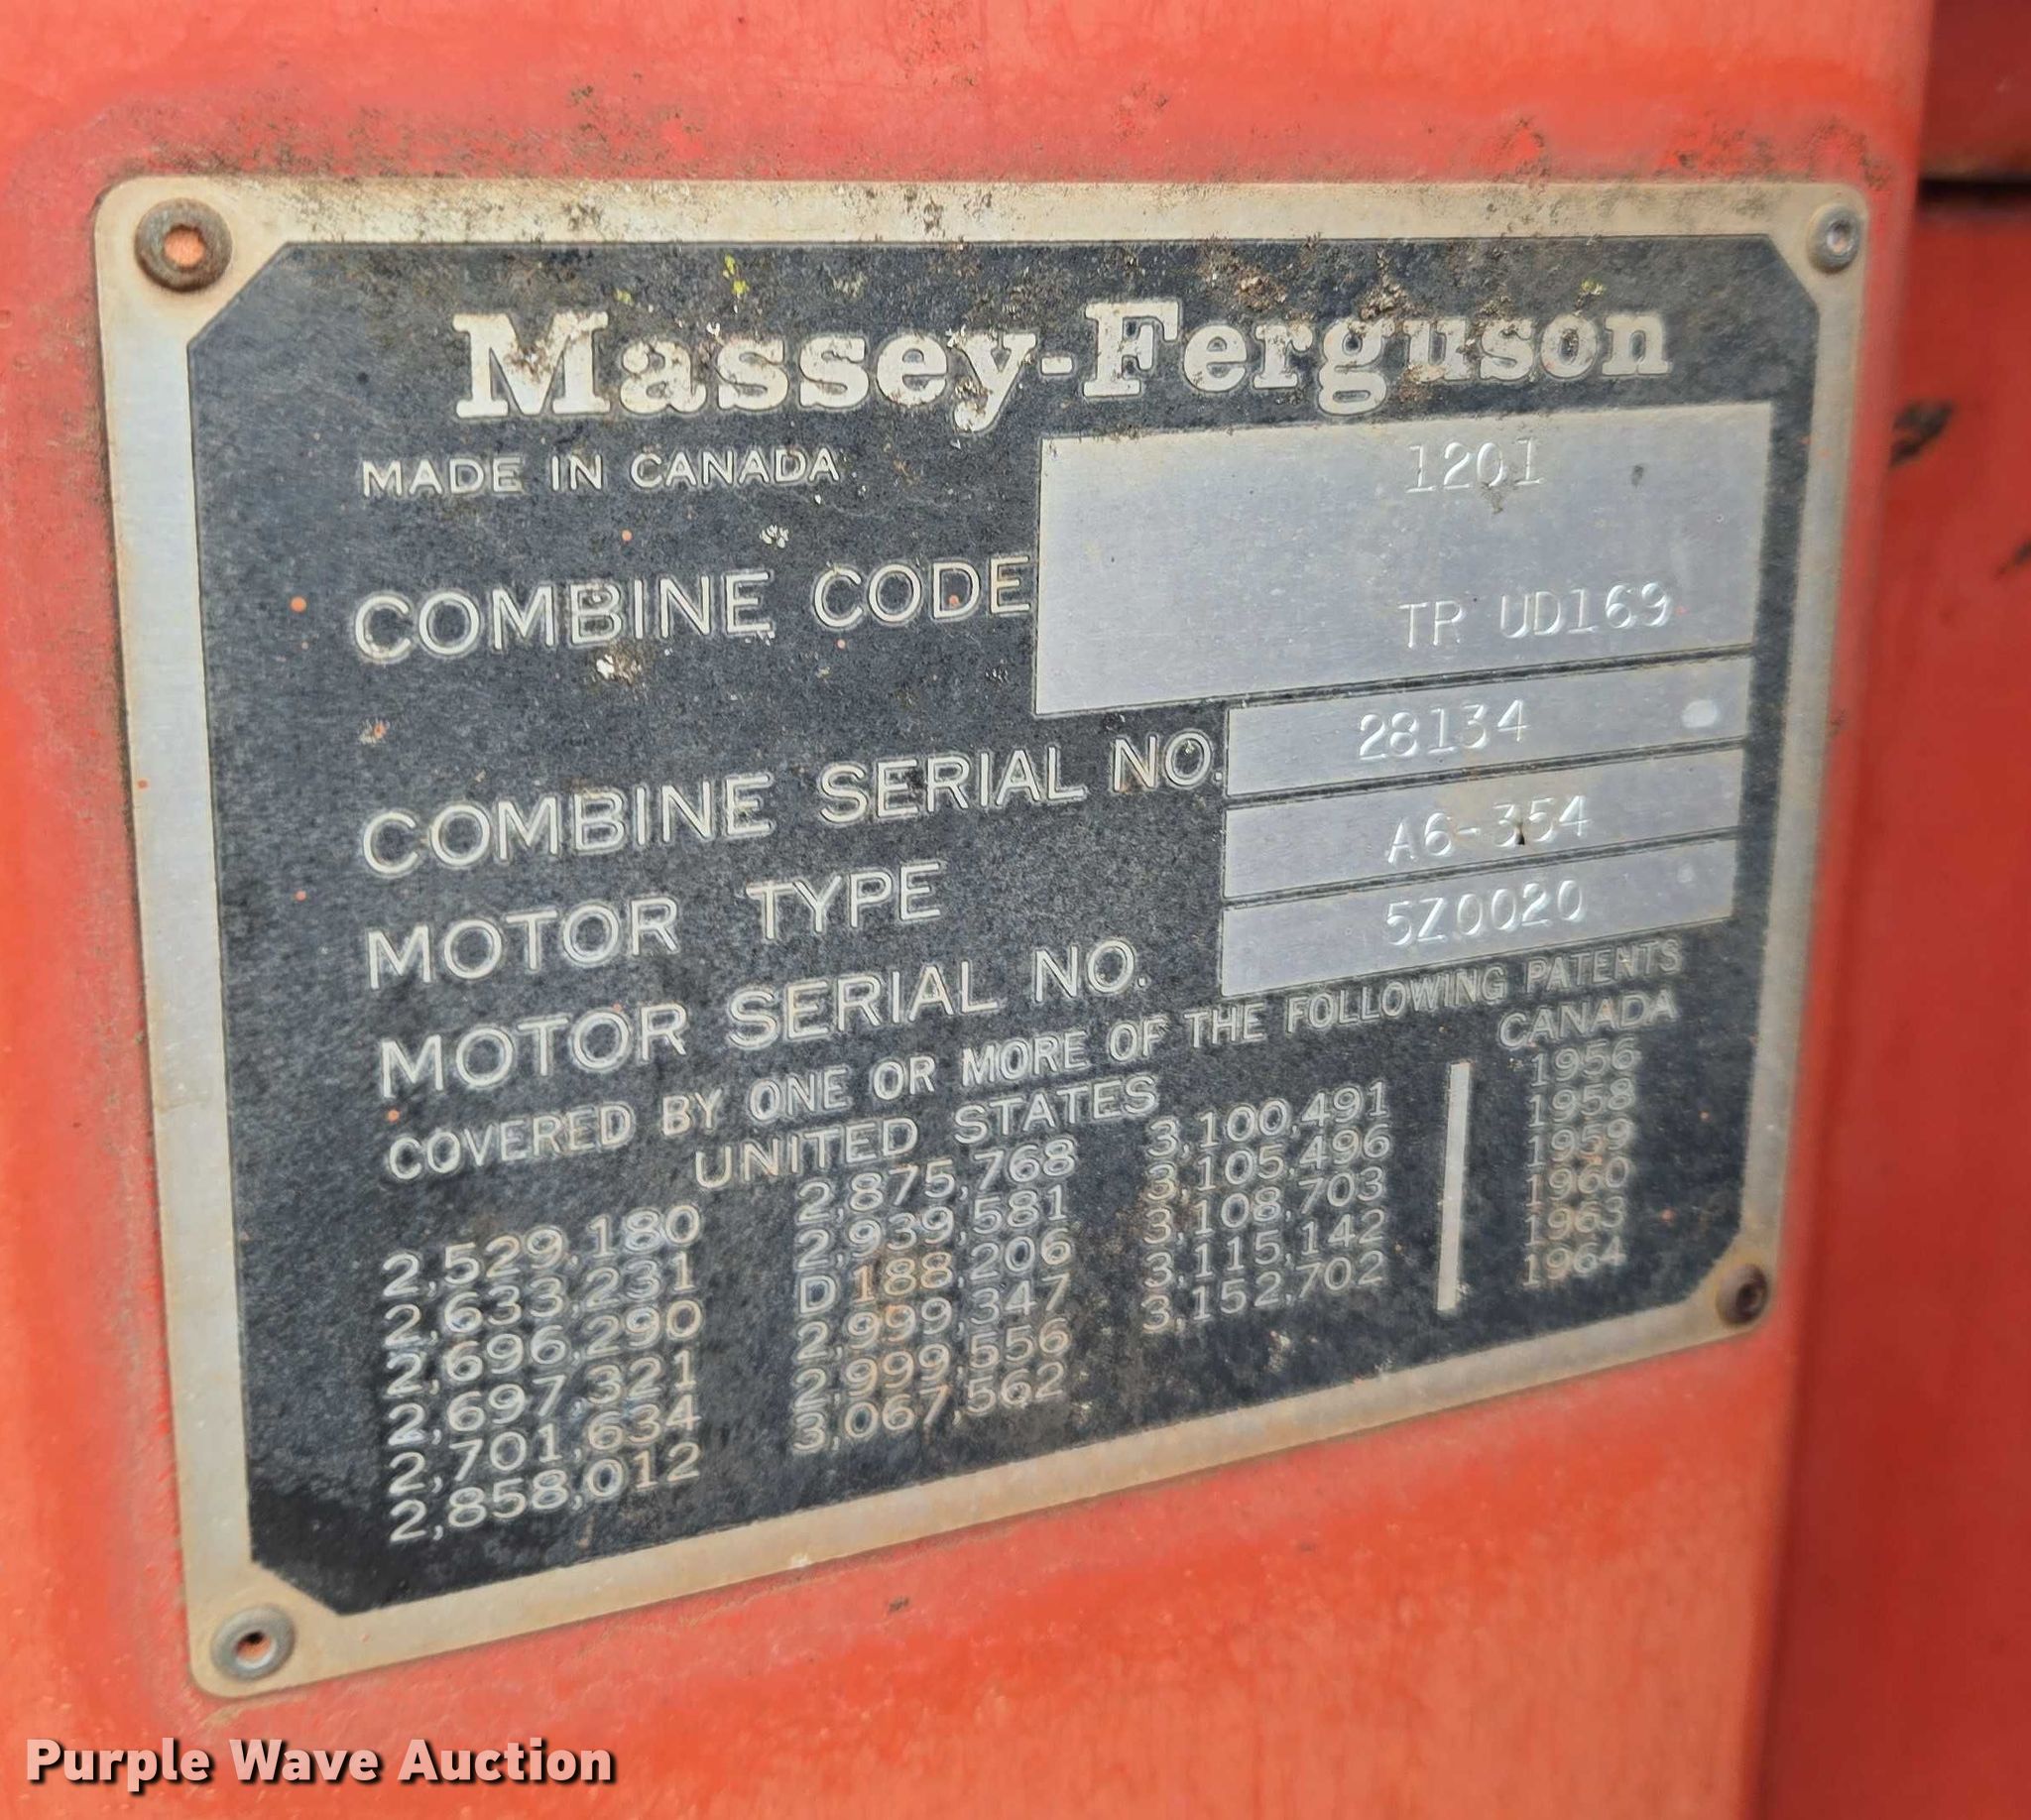 Massey-Ferguson
MADE IN CANADA
1201
COMBINE CODE
TR UD169
COMBINE SERIAL NO. 28134
MOTOR TYPE A6-354
MOTOR SERIAL NO. 5Z0020
COVERED BY ONE OR MORE OF THE FOLLOWING PATENTS
UNITED STATES
2,529,180
2,633,231
2,696,290
2,697,321
2,701,634
2,858,012
2,875,768
2,939,581
D 188,206
2,999,347
2,999,556
3,067,562
3,100,491
3,105,496
3,108,703
3,115,142
3,152,702
CANADA
1956
1958
1959
1960
1963
1964
Purple Wave Auction